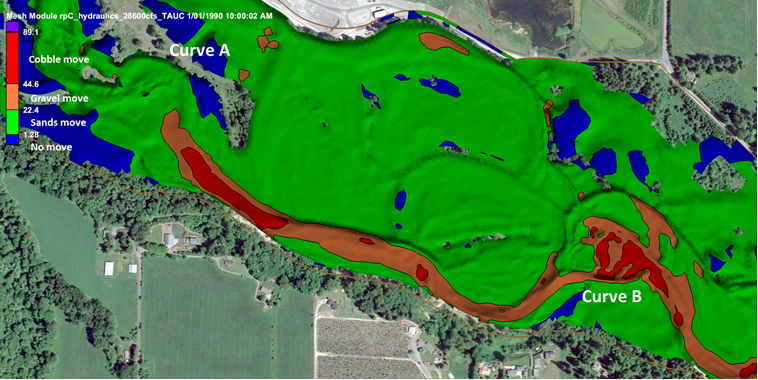 Mesh Module rpC_hydraulics_28600cfs_TAUC 1/01/1990 10:00:02 AM
89.1
Cobble move
44.6
Gravel move
22.4
Sands move
1.28
No move
Curve A
Curve B